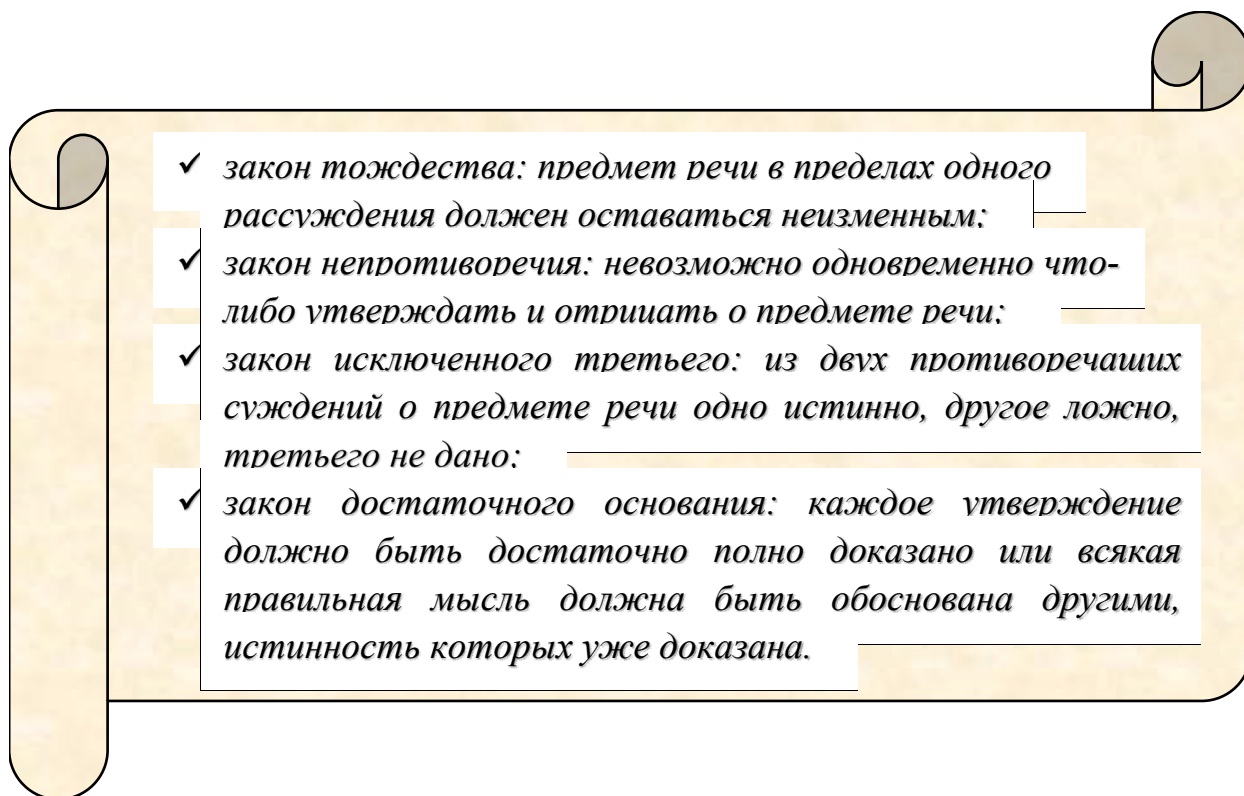 ✓ закон тождества: предмет речи в пределах одного
рассуждения должен оставаться неизменным;
✓ закон непротиворечия: невозможно одновременно что-
либо утверждать и отрицать о предмете речи;
✓ закон исключенного третьего: из двух противоречащих
суждений о предмете речи одно истинно, другое ложно,
третьего не дано;
✓ закон достаточного основания: каждое утверждение
должно быть достаточно полно доказано или всякая
правильная мысль должна быть обоснована другими,
истинность которых уже доказана.